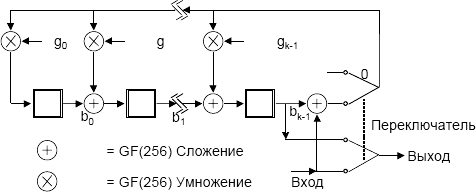 g₀ g gₖ₋₁
0
b₀ b₁ bₖ₋₁
Переключатель
= GF(256) Сложение
Выход
= GF(256) Умножение
Вход